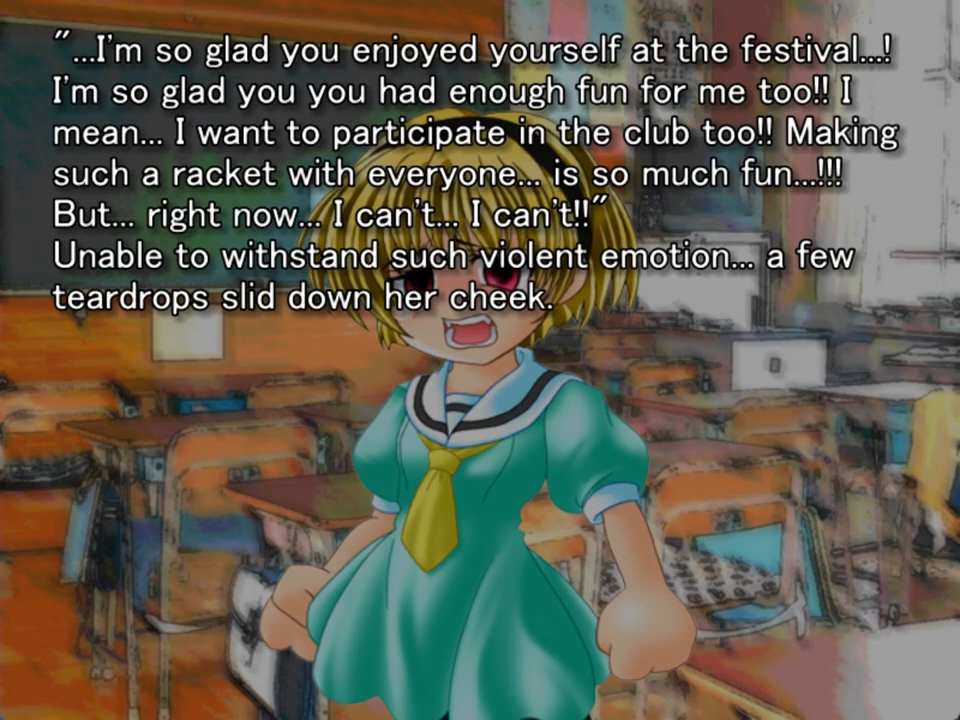 "...I'm so glad you enjoyed yourself at the festival...!
I'm so glad you you had enough fun for me too!! I
mean... I want to participate in the club too!! Making
such a racket with everyone... is so much fun...!!!
But... right now... I can't... I can't!!"
Unable to withstand such violent emotion... a few
teardrops slid down her cheek.